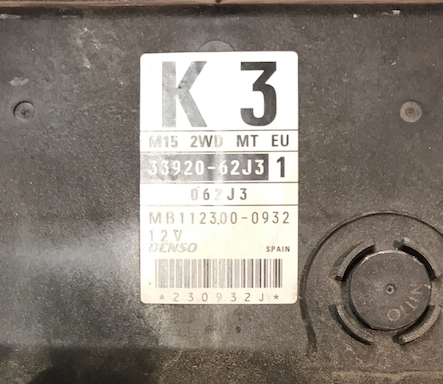 K 3
M15 2WD MT EU
33920-62J3 1
062J3
MB112300-0932
12V
DENSO SPAIN
*230932J*